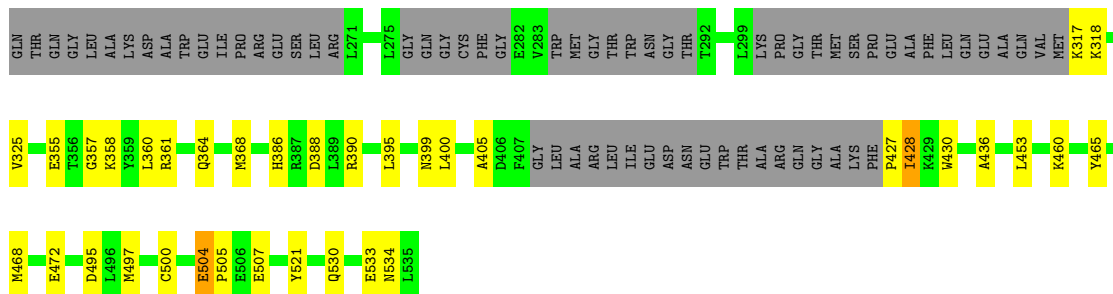 GLN THR GLN GLY LEU ALA LYS ASP ALA TRP GLU ILE PRO ARG GLU SER LEU ARG L271 L275 GLY GLN GLY CYS PHE GLY E282 V283 TRP MET GLY THR TRP ASN GLY THR T292 L299 LYS PRO GLY THR MET SER PRO GLU ALA PHE LEU GLN GLU ALA GLN VAL MET K317 K318
V325 E355 T356 G357 K358 Y359 L360 R361 Q364 M368 H386 R387 D388 L389 R390 L395 N399 L400 A405 D406 F407 GLY LEU ALA ARG LEU ILE GLU ASP ASN GLU TRP THR ALA ARG GLN GLY ALA LYS PHE P427 I428 K429 W430 A436 L453 K460 Y465
M468 E472 D495 L496 M497 C500 E504 P505 E506 E507 Y521 Q530 E533 N534 L535